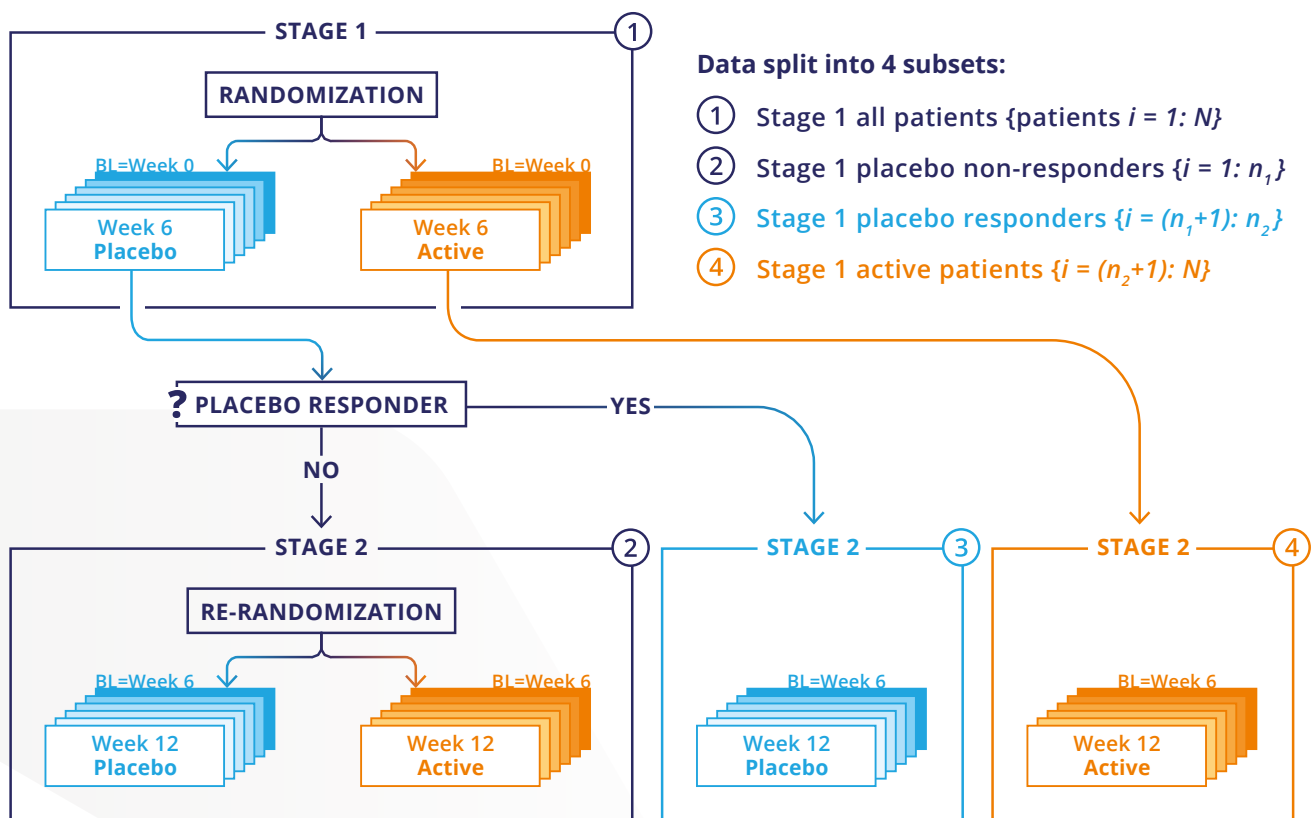 STAGE 1
1
RANDOMIZATION
BL=Week 0
BL=Week 0
Week 6
Placebo
Week 6
Active
Data split into 4 subsets:
1 Stage 1 all patients {patients i = 1: N}
2 Stage 1 placebo non-responders {i = 1: n₁}
3 Stage 1 placebo responders {i = (n₁+1): n₂}
4 Stage 1 active patients {i = (n₂+1): N}
? PLACEBO RESPONDER
YES
NO
STAGE 2
2
RE-RANDOMIZATION
BL=Week 6
BL=Week 6
Week 12
Placebo
Week 12
Active
STAGE 2
3
BL=Week 6
Week 12
Placebo
STAGE 2
4
BL=Week 6
Week 12
Active